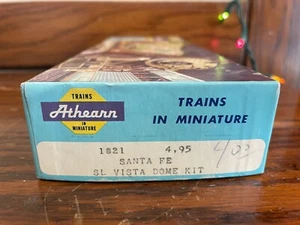 TRAINS
Athearn
IN
MINIATURE
TRAINS
IN MINIATURE
1821 4.95
4.00
SANTA FE
SL VISTA DOME KIT